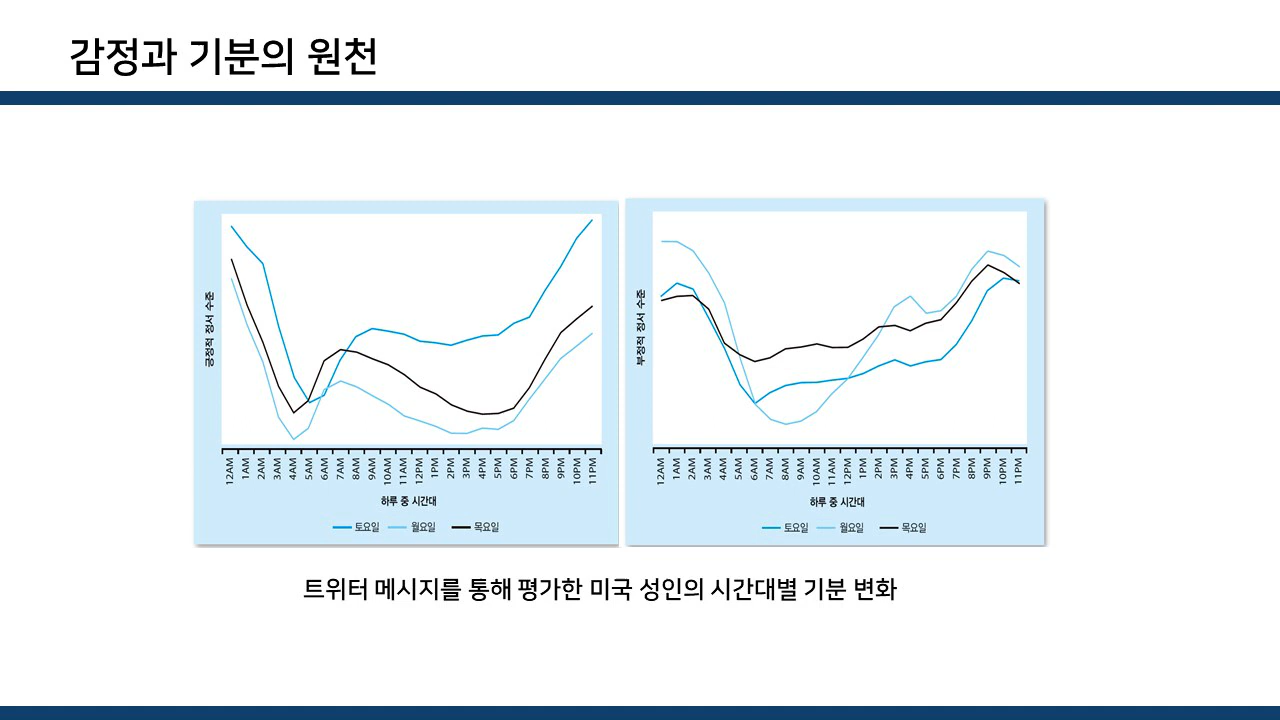 감정과 기분의 원천
긍정적 정서 수준
12AM 1AM 2AM 3AM 4AM 5AM 6AM 7AM 8AM 9AM 10AM 11AM 12PM 1PM 2PM 3PM 4PM 5PM 6PM 7PM 8PM 9PM 10PM 11PM
하루 중 시간대
토요일 월요일 목요일
부정적 정서 수준
12AM 1AM 2AM 3AM 4AM 5AM 6AM 7AM 8AM 9AM 10AM 11AM 12PM 1PM 2PM 3PM 4PM 5PM 6PM 7PM 8PM 9PM 10PM 11PM
하루 중 시간대
토요일 월요일 목요일
트위터 메시지를 통해 평가한 미국 성인의 시간대별 기분 변화